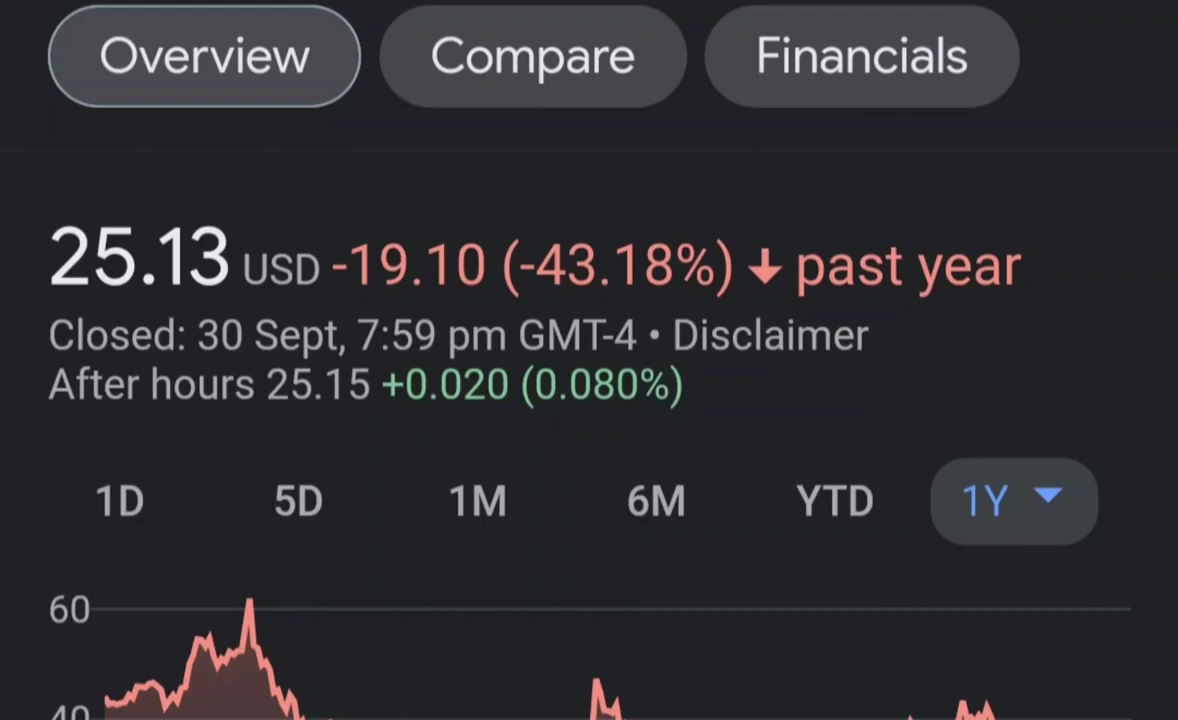 Overview Compare Financials
25.13 USD -19.10 (-43.18%) ↓ past year
Closed: 30 Sept, 7:59 pm GMT-4 • Disclaimer
After hours 25.15 +0.020 (0.080%)
1D 5D 1M 6M YTD 1Y
60
40